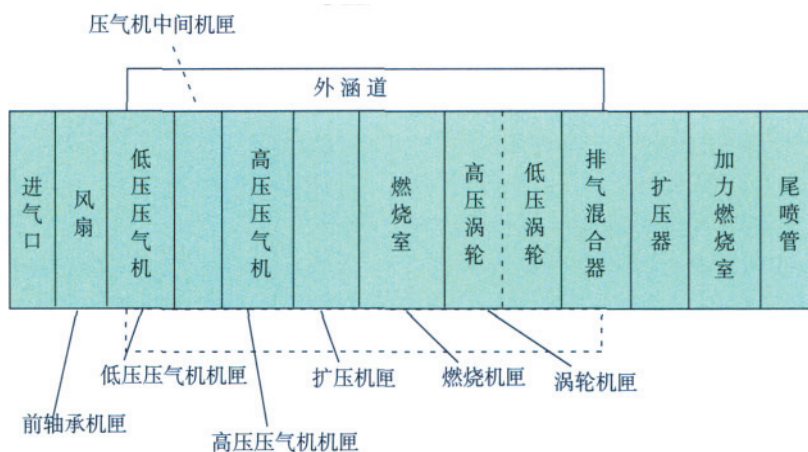 压气机中间机匣
外涵道
进气口
风扇
低压压气机
高压压气机
燃烧室
高压涡轮
低压涡轮
排气混合器
扩压器
加力燃烧室
尾喷管
低压压气机机匣
扩压机匣
燃烧机匣
涡轮机匣
前轴承机匣
高压压气机机匣